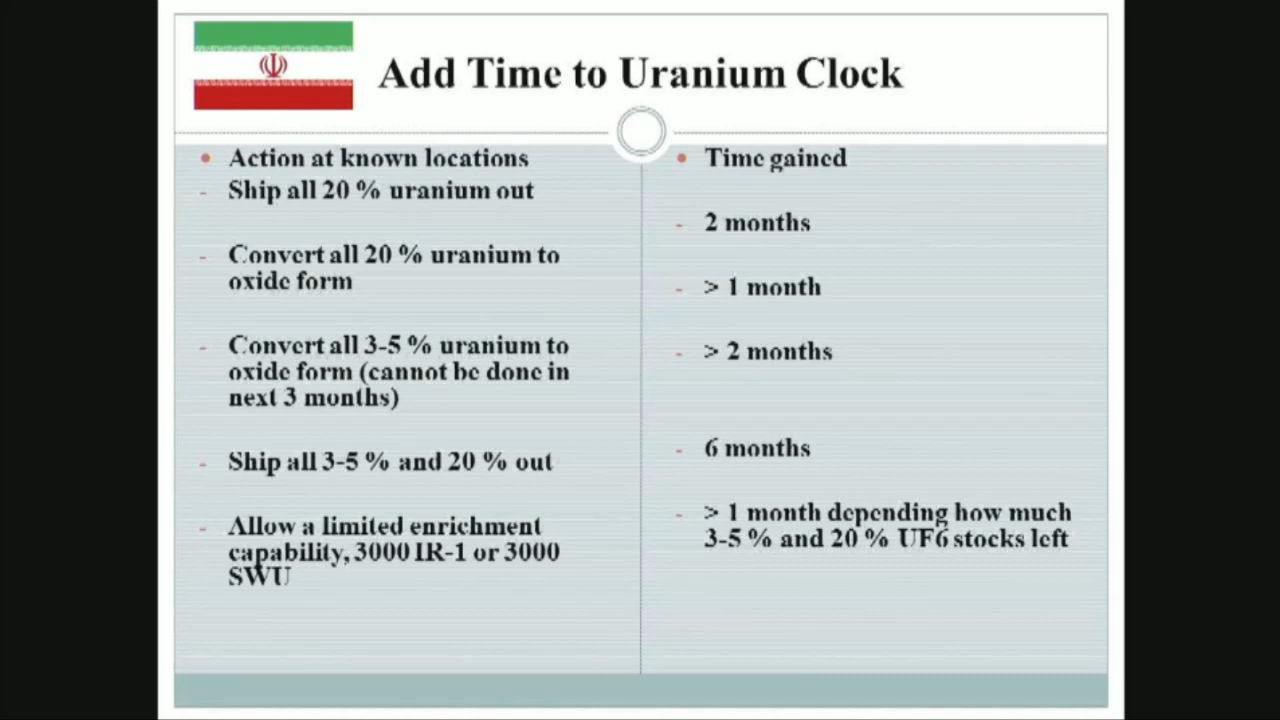 Add Time to Uranium Clock
• Action at known locations
- Ship all 20 % uranium out
- Convert all 20 % uranium to
oxide form
- Convert all 3-5 % uranium to
oxide form (cannot be done in
next 3 months)
- Ship all 3-5 % and 20 % out
- Allow a limited enrichment
capability, 3000 IR-1 or 3000
SWU
• Time gained
- 2 months
- > 1 month
- > 2 months
- 6 months
- > 1 month depending how much
3-5 % and 20 % UF6 stocks left